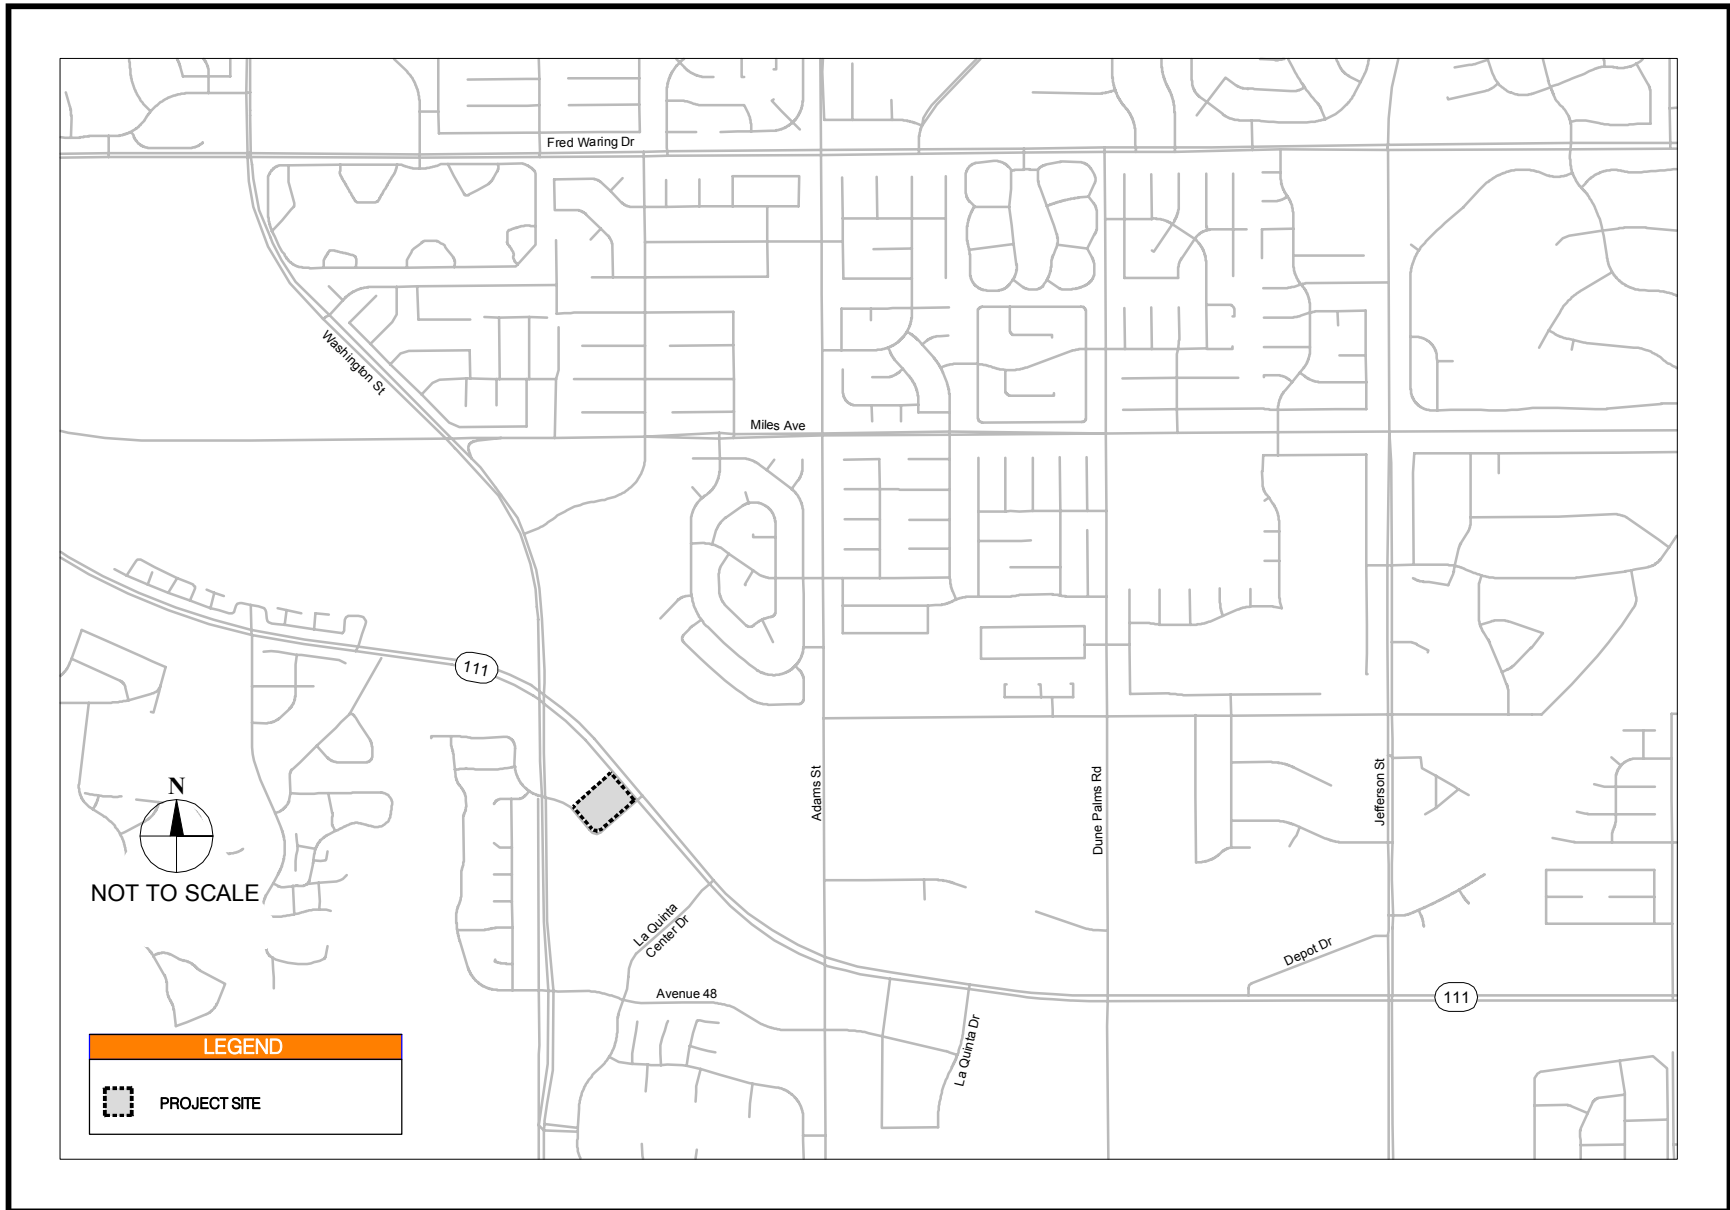 Fred Waring Dr
Washington St
Miles Ave
111
Adams St
Dune Palms Rd
Jefferson St
N
NOT TO SCALE
La Quinta
Center Dr
Depot Dr
Avenue 48
111
La Quinta Dr
LEGEND
PROJECT SITE